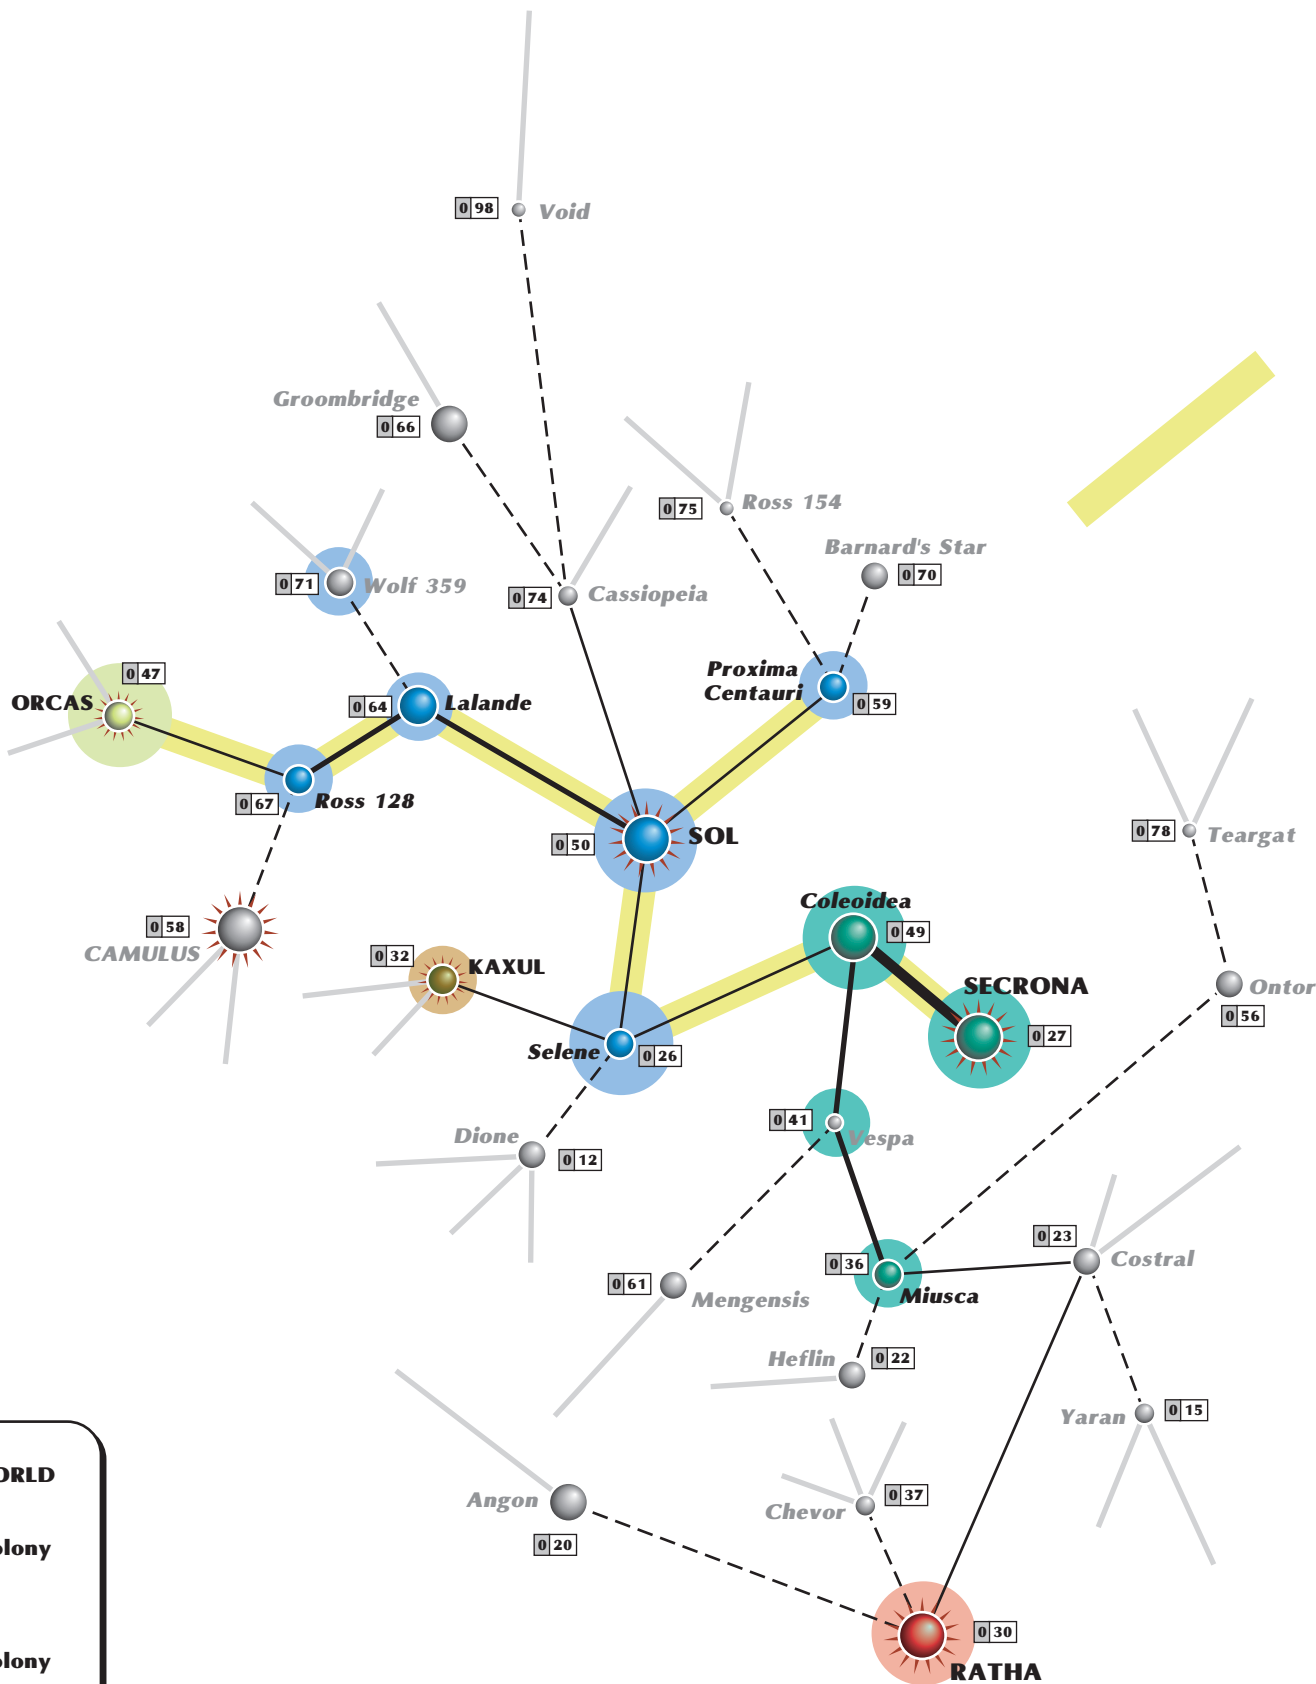 0 98 Void
Groombridge
0 66
0 75 Ross 154
Barnard's Star
0 70
0 71 Wolf 359
0 74 Cassiopeia
0 47
ORCAS
0 64 Lalande
Proxima
Centauri
0 59
0 67 Ross 128
0 50 SOL
0 78 Teargat
Coleoidea
0 49
0 58
CAMULUS
0 32 KAXUL
SECRONA
Ontor
0 56
0 27
Selene 0 26
0 41 Vespa
Dione
0 12
0 23 Costral
0 36 Miusca
0 61 Mengensis
Heflin 0 22
Yaran 0 15
ORLD
Angon
0 20
0 37
Chevor
olony
0 30
RATHA
olony